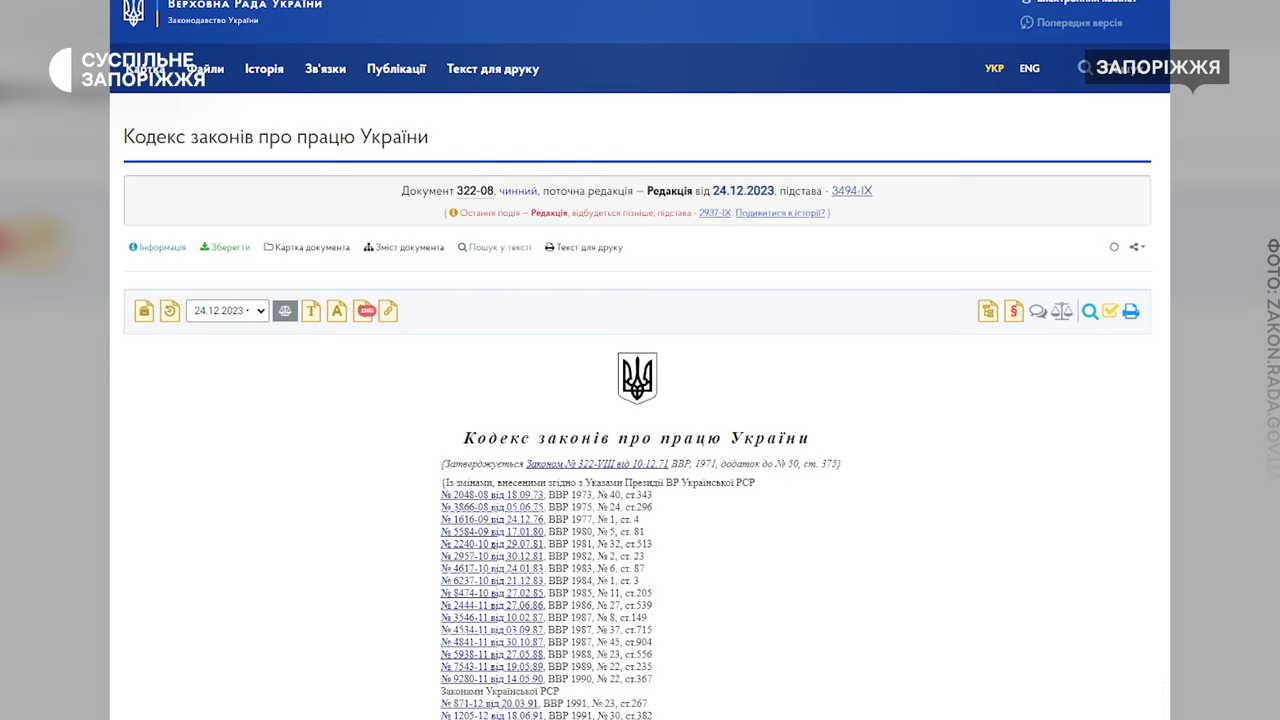 Верховна Рада України
Законодавство України
Попередня версія
СУСПІЛЬНЕ
ЗАПОРІЖЖЯ
Картка Файли Історія Зв'язки Публікації Текст для друку
УКР ENG
ЗАПОРІЖЖЯ
Кодекс законів про працю України
Документ 322-08, чинний, поточна редакція — Редакція від 24.12.2023, підстава - 3494-IX
( Остання подія — Редакція, відбудеться пізніше, підстава - 2937-IX. Подивитися в історії? )
Інформація Зберегти Картка документа Зміст документа Пошук у тексті Текст для друку
24.12.2023 •
T A ENG §
Кодекс законів про працю України
{Затверджується Законом № 322-VIII від 10.12.71 ВВР, 1971, додаток до № 50, ст. 375}
{Із змінами, внесеними згідно з Указами Президії ВР Української РСР
№ 2048-08 від 18.09.73, ВВР 1973, № 40, ст.343
№ 3866-08 від 05.06.75, ВВР 1975, № 24, ст.296
№ 1616-09 від 24.12.76, ВВР 1977, № 1, ст. 4
№ 5584-09 від 17.01.80, ВВР 1980, № 5, ст. 81
№ 2240-10 від 29.07.81, ВВР 1981, № 32, ст.513
№ 2957-10 від 30.12.81, ВВР 1982, № 2, ст. 23
№ 4617-10 від 24.01.83, ВВР 1983, № 6, ст. 87
№ 6237-10 від 21.12.83, ВВР 1984, № 1, ст. 3
№ 8474-10 від 27.02.85, ВВР 1985, № 11, ст.205
№ 2444-11 від 27.06.86, ВВР 1986, № 27, ст.539
№ 3546-11 від 10.02.87, ВВР 1987, № 8, ст.149
№ 4534-11 від 03.09.87, ВВР 1987, № 37, ст.715
№ 4841-11 від 30.10.87, ВВР 1987, № 45, ст.904
№ 5938-11 від 27.05.88, ВВР 1988, № 23, ст.556
№ 7543-11 від 19.05.89, ВВР 1989, № 22, ст.235
№ 9280-11 від 14.05.90, ВВР 1990, № 22, ст.367
Законами Української РСР
№ 871-12 від 20.03.91, ВВР 1991, № 23, ст.267
№ 1205-12 від 18.06.91, ВВР 1991, № 30, ст.382
ФОТО: ZAKON.RADA.GOV.UA